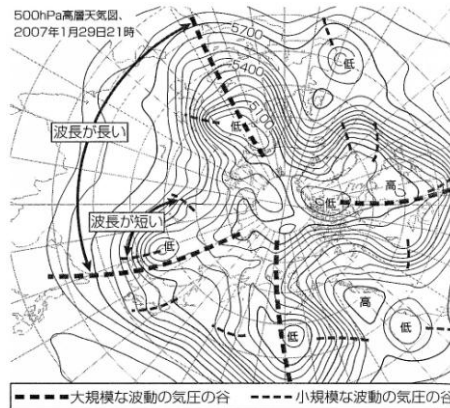 500hPa高層天気図、
2007年1月29日21時
5700
低
5400
5100
波長が長い
低
高
低
波長が短い
低
高
低
低
大規模な波動の気圧の谷
小規模な波動の気圧の谷